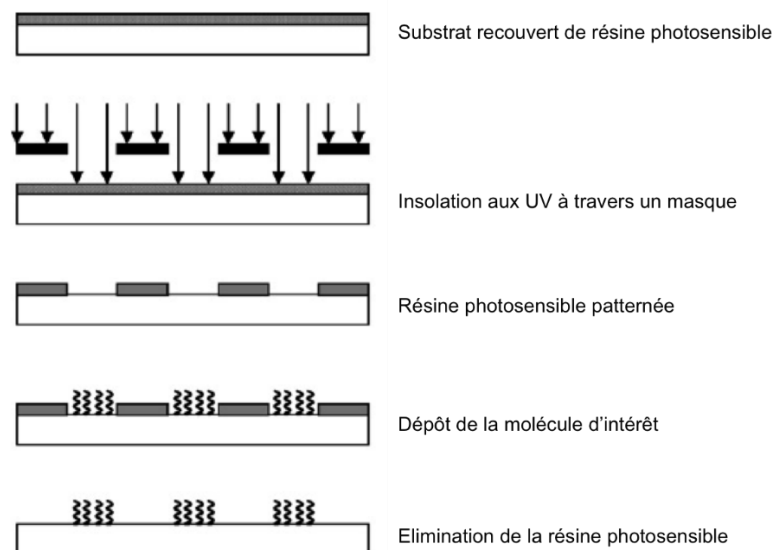 Substrat recouvert de résine photosensible
Insolation aux UV à travers un masque
Résine photosensible patternée
Dépôt de la molécule d'intérêt
Elimination de la résine photosensible